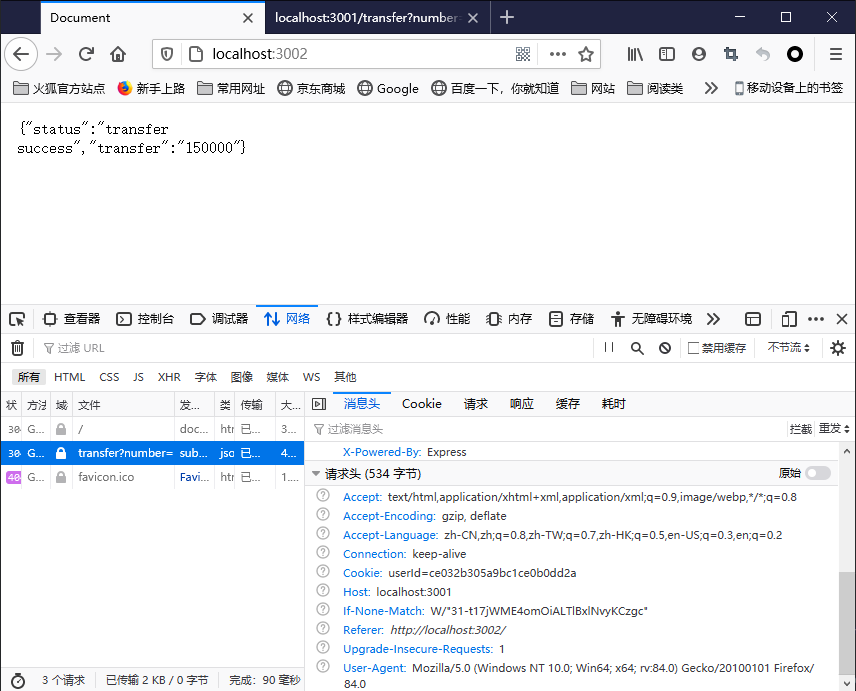 Document
localhost:3001/transfer?number=
localhost:3002
火狐官方站点 新手上路 常用网址 京东商城 Google 百度一下，你就知道 网站 阅读类 移动设备上的书签
{"status":"transfer
success","transfer":"150000"}
查看器 控制台 调试器 网络 样式编辑器 性能 内存 存储 无障碍环境
过滤 URL 禁用缓存 不节流
所有 HTML CSS JS XHR 字体 图像 媒体 WS 其他
状 方法 域 文件 发... 类 传输 大...
消息头 Cookie 请求 响应 缓存 耗时
30 G... / doc... htr 已... 3...
过滤消息头 拦截 重发
30 G... transfer?number= sub... jso 已... 4...
X-Powered-By: Express
40 G... favicon.ico Favi... htr 已... 1....
请求头 (534 字节) 原始
Accept: text/html,application/xhtml+xml,application/xml;q=0.9,image/webp,*/*;q=0.8
Accept-Encoding: gzip, deflate
Accept-Language: zh-CN,zh;q=0.8,zh-TW;q=0.7,zh-HK;q=0.5,en-US;q=0.3,en;q=0.2
Connection: keep-alive
Cookie: userId=ce032b305a9bc1ce0b0dd2a
Host: localhost:3001
If-None-Match: W/"31-t17jWME4omOiALTlBxlNvyKCzgc"
Referer: http://localhost:3002/
Upgrade-Insecure-Requests: 1
User-Agent: Mozilla/5.0 (Windows NT 10.0; Win64; x64; rv:84.0) Gecko/20100101 Firefox/
84.0
3 个请求 已传输 2 KB / 0 字节 完成：90 毫秒